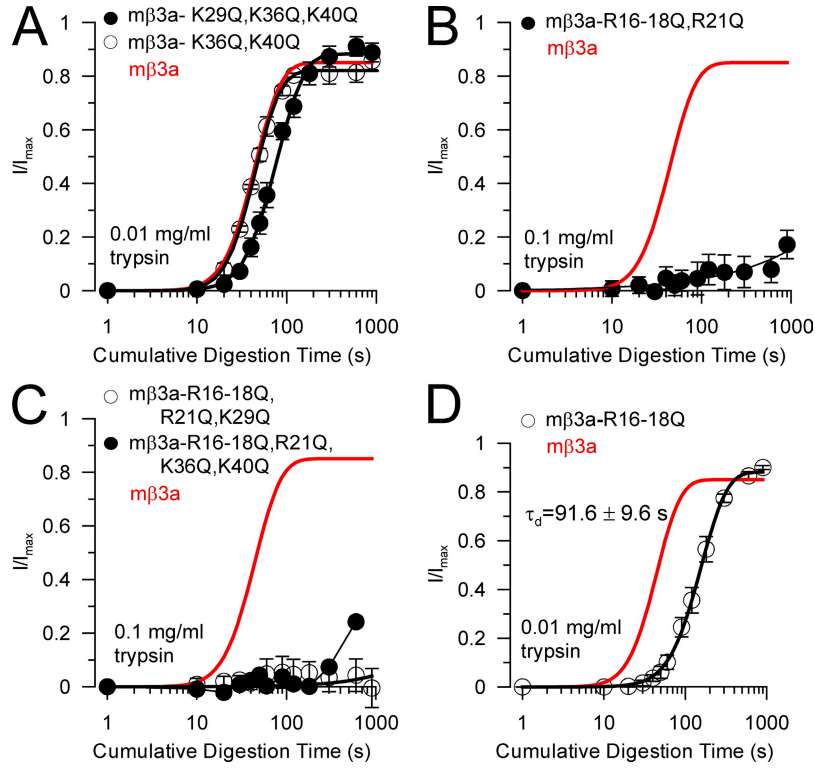 A
mβ3a- K29Q,K36Q,K40Q
mβ3a- K36Q,K40Q
mβ3a
1
0.8
0.6
0.4
0.2
0
I/Imax
0.01 mg/ml
trypsin
1 10 100 1000
Cumulative Digestion Time (s)
B
mβ3a-R16-18Q,R21Q
mβ3a
1
0.8
0.6
0.4
0.2
0
I/Imax
0.1 mg/ml
trypsin
1 10 100 1000
Cumulative Digestion Time (s)
C
mβ3a-R16-18Q,
R21Q,K29Q
mβ3a-R16-18Q,R21Q,
K36Q,K40Q
mβ3a
1
0.8
0.6
0.4
0.2
0
I/Imax
0.1 mg/ml
trypsin
1 10 100 1000
Cumulative Digestion Time (s)
D
mβ3a-R16-18Q
mβ3a
1
0.8
0.6
0.4
0.2
0
I/Imax
τd=91.6 ± 9.6 s
0.01 mg/ml
trypsin
1 10 100 1000
Cumulative Digestion Time (s)